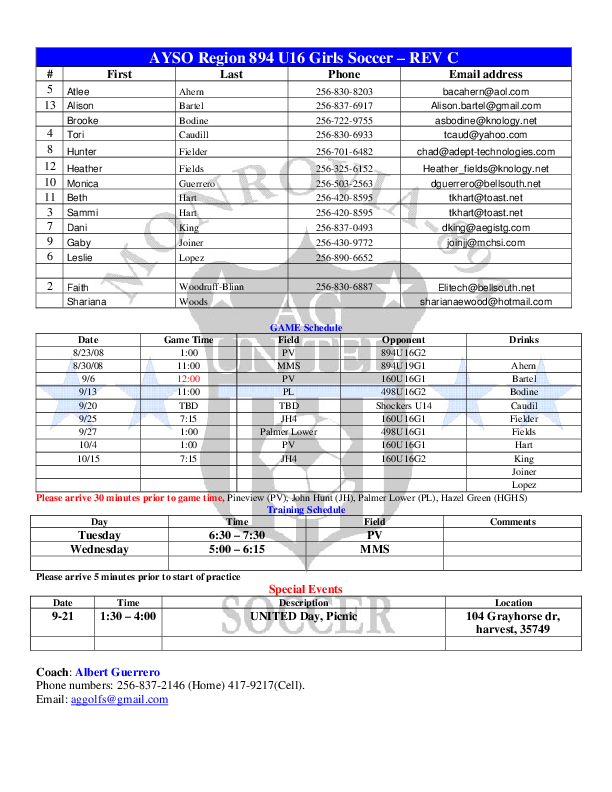 AYSO Region 894 U16 Girls Soccer – REV C
# First Last Phone Email address
5 Atlee Ahern 256-830-8203 bacahern@aol.com
13 Alison Bartel 256-837-6917 Alison.bartel@gmail.com
Brooke Bodine 256-722-9755 asbodine@knology.net
4 Tori Caudill 256-830-6933 tcaud@yahoo.com
8 Hunter Fielder 256-701-6482 chad@adept-technologies.com
12 Heather Fields 256-325-6152 Heather_fields@knology.net
10 Monica Guerrero 256-503-2563 dguerrero@bellsouth.net
11 Beth Hart 256-420-8595 tkhart@toast.net
3 Sammi Hart 256-420-8595 tkhart@toast.net
7 Dani King 256-837-0493 dking@aegistg.com
9 Gaby Joiner 256-430-9772 joinjj@mchsi.com
6 Leslie Lopez 256-890-6652
2 Faith Woodruff-Blinn 256-830-6887 Elitech@bellsouth.net
Shariana Woods sharianaewood@hotmail.com
MONROVIA-894
AG
UNITED
SOCCER
GAME Schedule
Date Game Time Field Opponent Drinks
8/23/08 1:00 PV 894U16G2
8/30/08 11:00 MMS 894U19G1 Ahern
9/6 12:00 PV 160U16G1 Bartel
9/13 11:00 PL 498U16G2 Bodine
9/20 TBD TBD Shockers U14 Caudil
9/25 7:15 JH4 160U16G1 Fielder
9/27 1:00 Palmer Lower 498U16G1 Fields
10/4 1:00 PV 160U16G1 Hart
10/15 7:15 JH4 160U16G2 King
Joiner
Lopez
Please arrive 30 minutes prior to game time, Pineview (PV), John Hunt (JH), Palmer Lower (PL), Hazel Green (HGHS)
Training Schedule
Day Time Field Comments
Tuesday 6:30 – 7:30 PV
Wednesday 5:00 – 6:15 MMS
Please arrive 5 minutes prior to start of practice
Special Events
Date Time Description Location
9-21 1:30 – 4:00 UNITED Day, Picnic 104 Grayhorse dr,
harvest, 35749
Coach: Albert Guerrero
Phone numbers: 256-837-2146 (Home) 417-9217(Cell).
Email: aggolfs@gmail.com